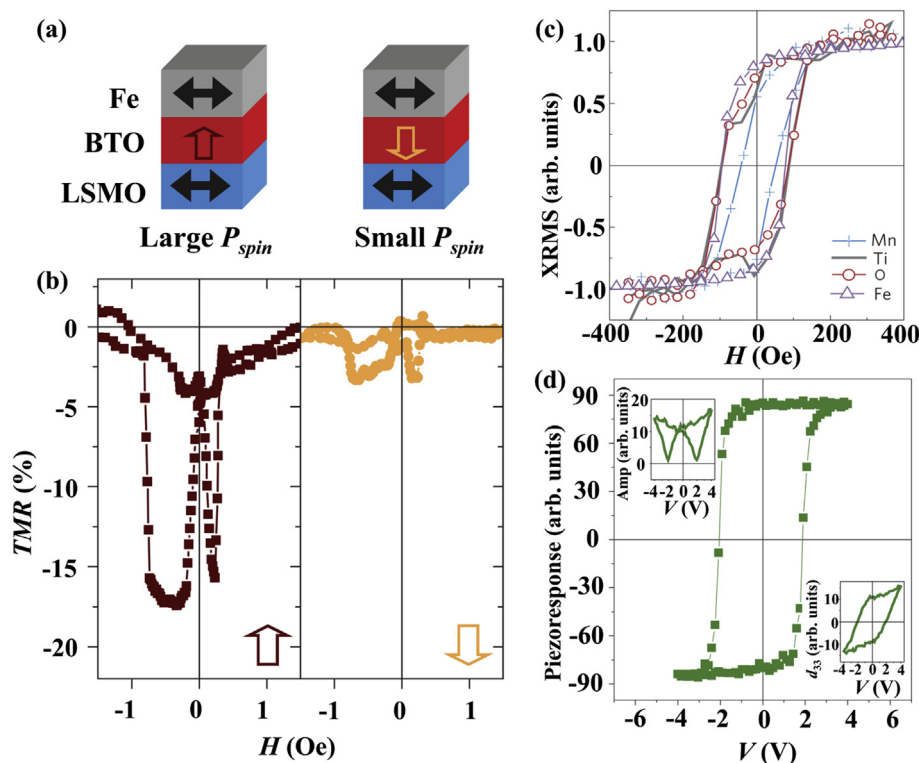 (a)
Fe
BTO
LSMO
Large P_spin
Small P_spin
(b)
0
-5
-10
-15
-20
TMR (%)
-1 0 1 -1 0 1
H (Oe)
(c)
1.0
0.5
0
-0.5
-1.0
XRMS (arb. units)
Mn
Ti
O
Fe
-400 -200 0 200 400
H (Oe)
(d)
90
60
30
0
-30
-60
-90
Piezoresponse (arb. units)
20
10
0
Amp (arb. units)
-4 -2 0 2 4
V (V)
10
0
-10
d33 (arb. units)
-4 -2 0 2 4
V (V)
-6 -4 -2 0 2 4 6
V (V)